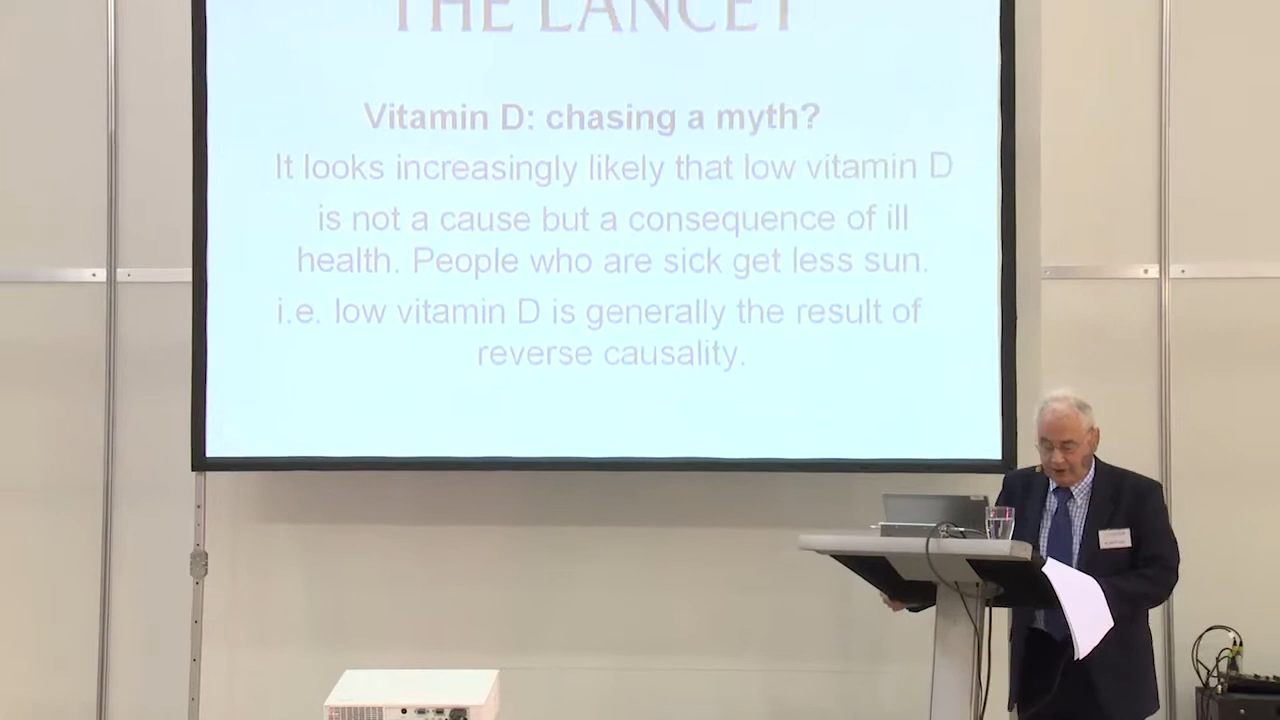 THE LANCET
Vitamin D: chasing a myth?
It looks increasingly likely that low vitamin D
is not a cause but a consequence of ill
health. People who are sick get less sun.
i.e. low vitamin D is generally the result of
reverse causality.